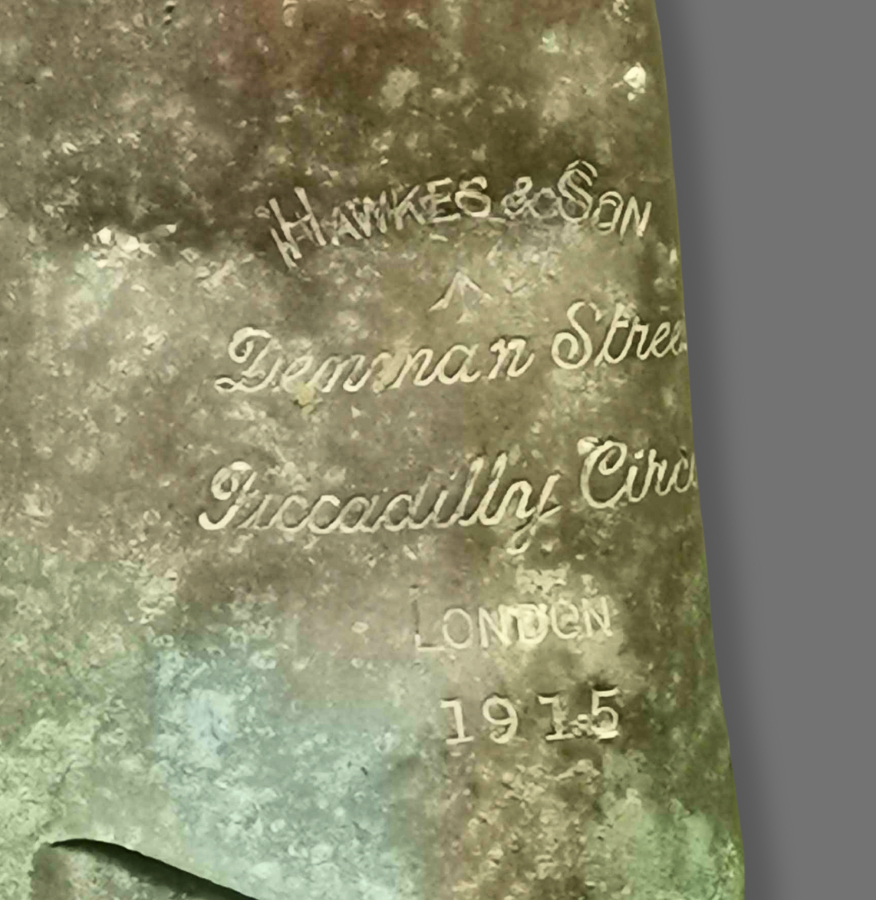 HAWKES & SON
Denman Stree
Piccadilly Circ
LONDON
1915